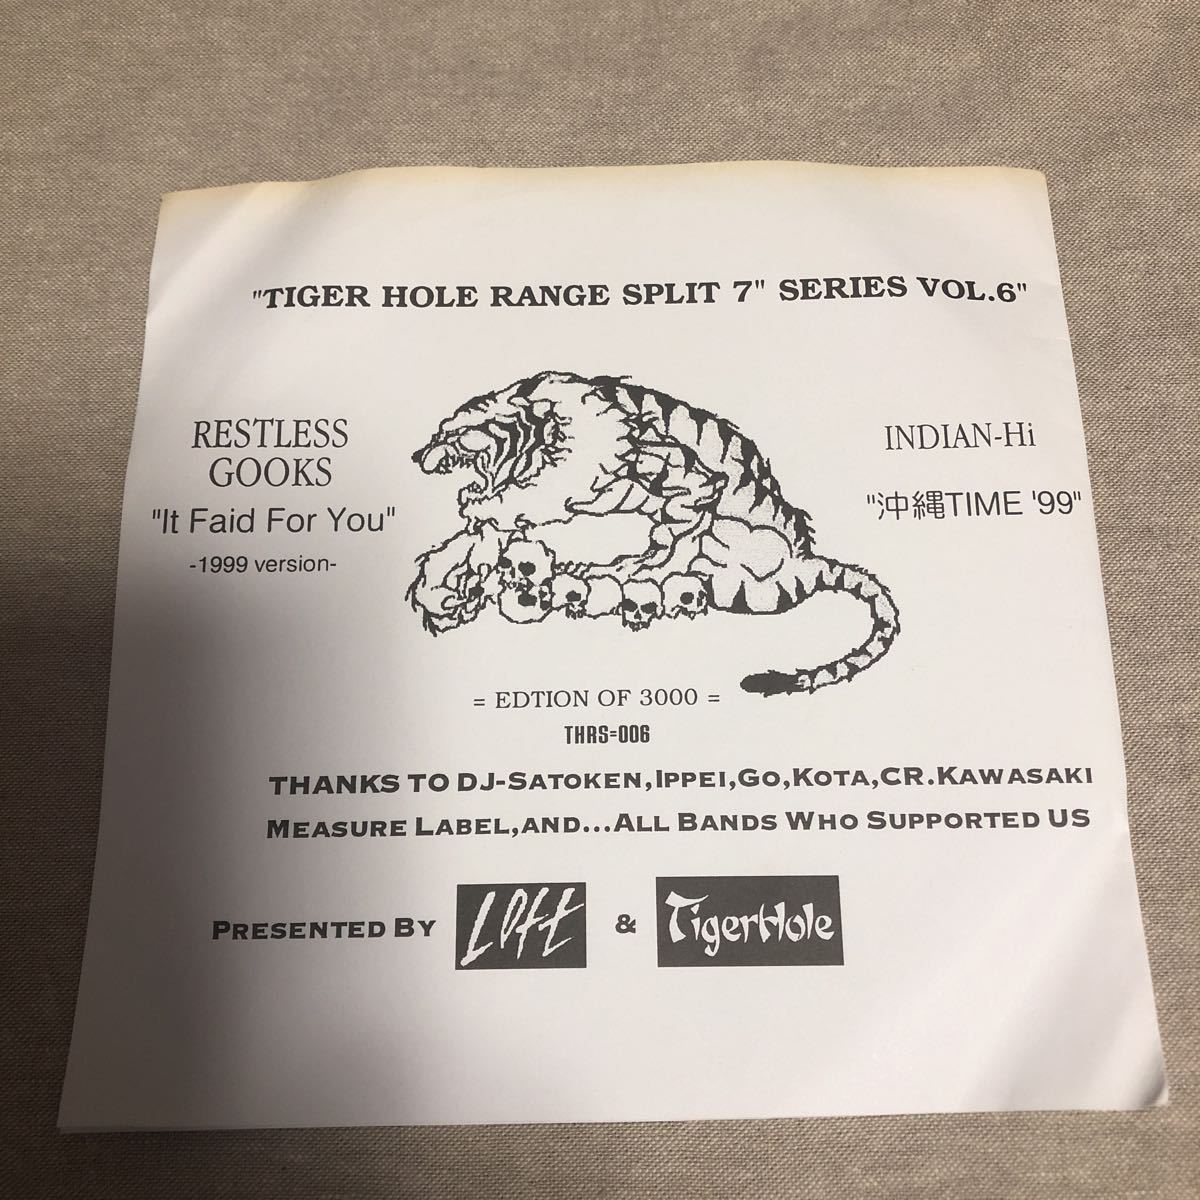 "TIGER HOLE RANGE SPLIT 7" SERIES VOL.6"
RESTLESS
GOOKS
"It Faid For You"
-1999 version-
INDIAN-Hi
"沖縄TIME '99"
= EDTION OF 3000 =
THRS=006
THANKS TO DJ-SATOKEN,IPPEI,GO,KOTA,CR.KAWASAKI
MEASURE LABEL,AND...ALL BANDS WHO SUPPORTED US
PRESENTED BY LOFT & TigerHole